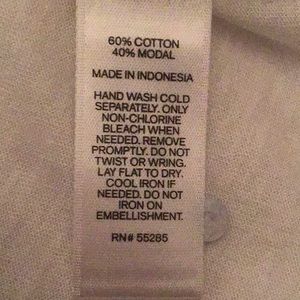 60% COTTON
40% MODAL
MADE IN INDONESIA
HAND WASH COLD
SEPARATELY. ONLY
NON-CHLORINE
BLEACH WHEN
NEEDED. REMOVE
PROMPTLY. DO NOT
TWIST OR WRING.
LAY FLAT TO DRY.
COOL IRON IF
NEEDED. DO NOT
IRON ON
EMBELLISHMENT.
RN# 55285